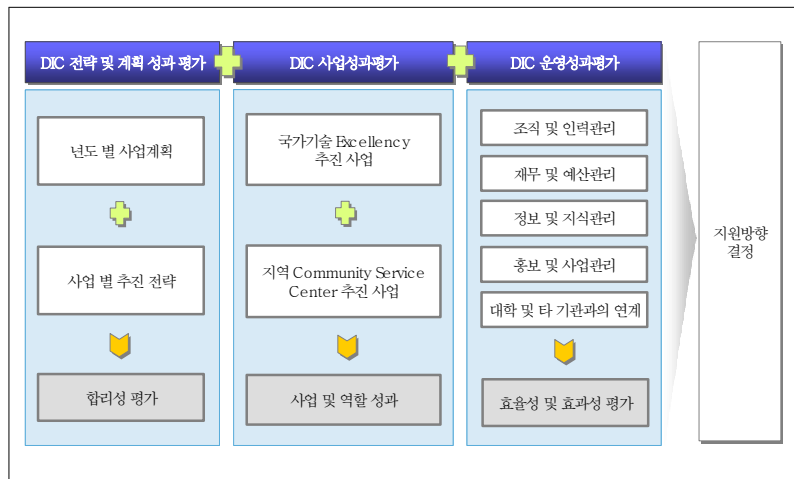 DIC 전략 및 계획 성과 평가
DIC 사업성과평가
DIC 운영성과평가
년도 별 사업계획
사업 별 추진 전략
합리성 평가
국가기술 Excellency
추진 사업
지역 Community Service
Center 추진 사업
사업 및 역할 성과
조직 및 인력관리
재무 및 예산관리
정보 및 지식관리
홍보 및 사업관리
대학 및 타 기관과의 연계
효율성 및 효과성 평가
지원방향
결정